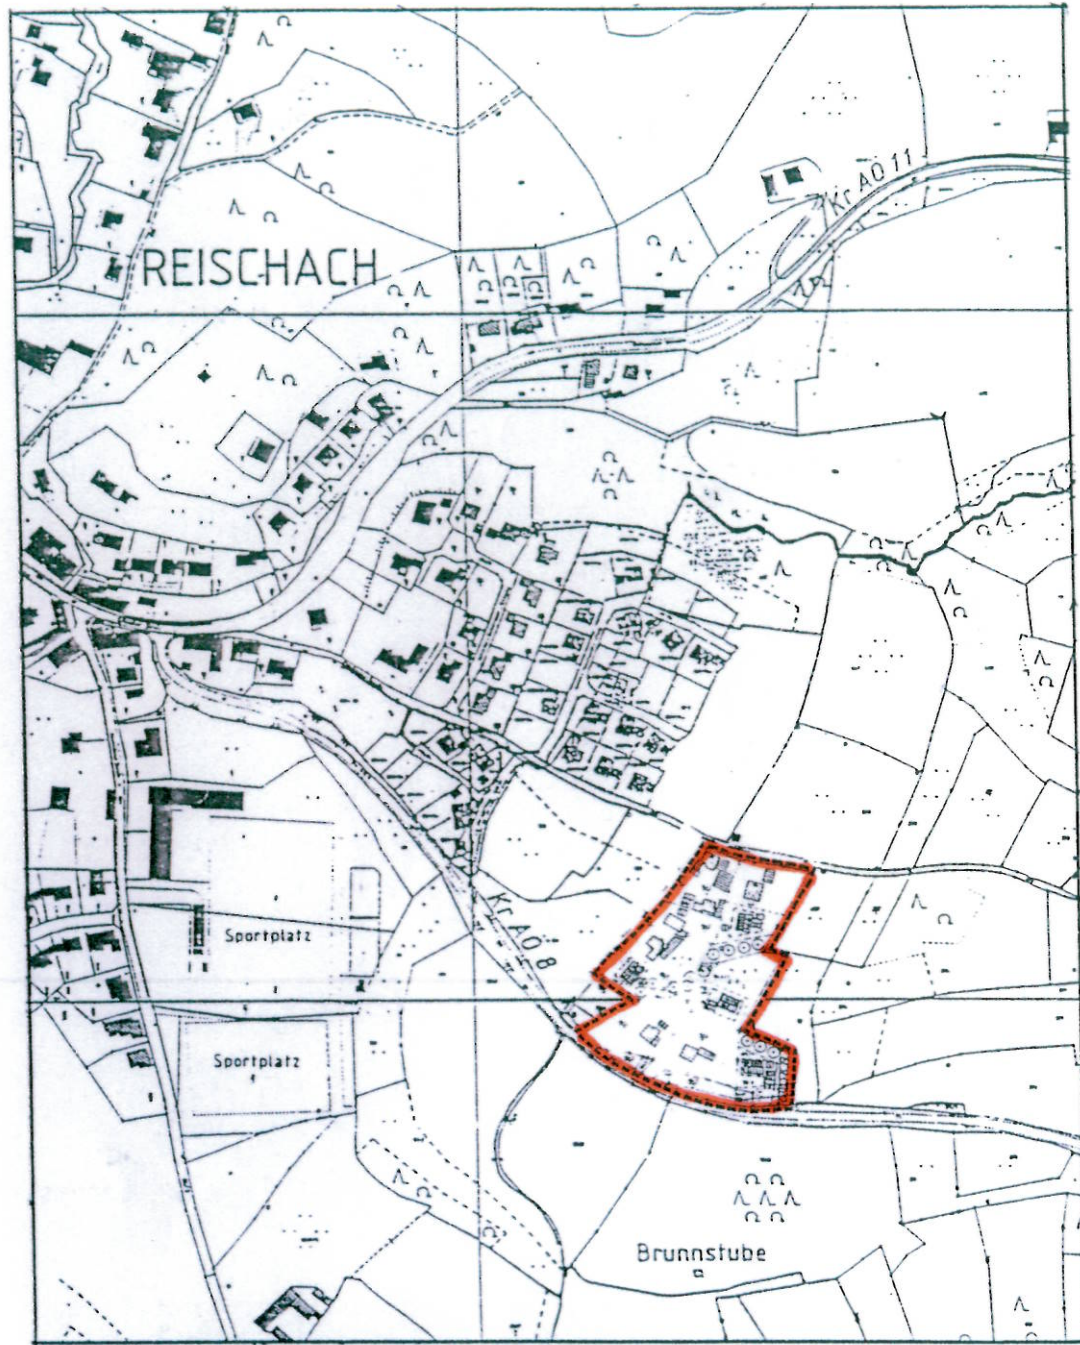 Kr AÖ 11
REISCHACH
Kr AÖ 8
Sportplatz
Sportplatz
Brunnstube